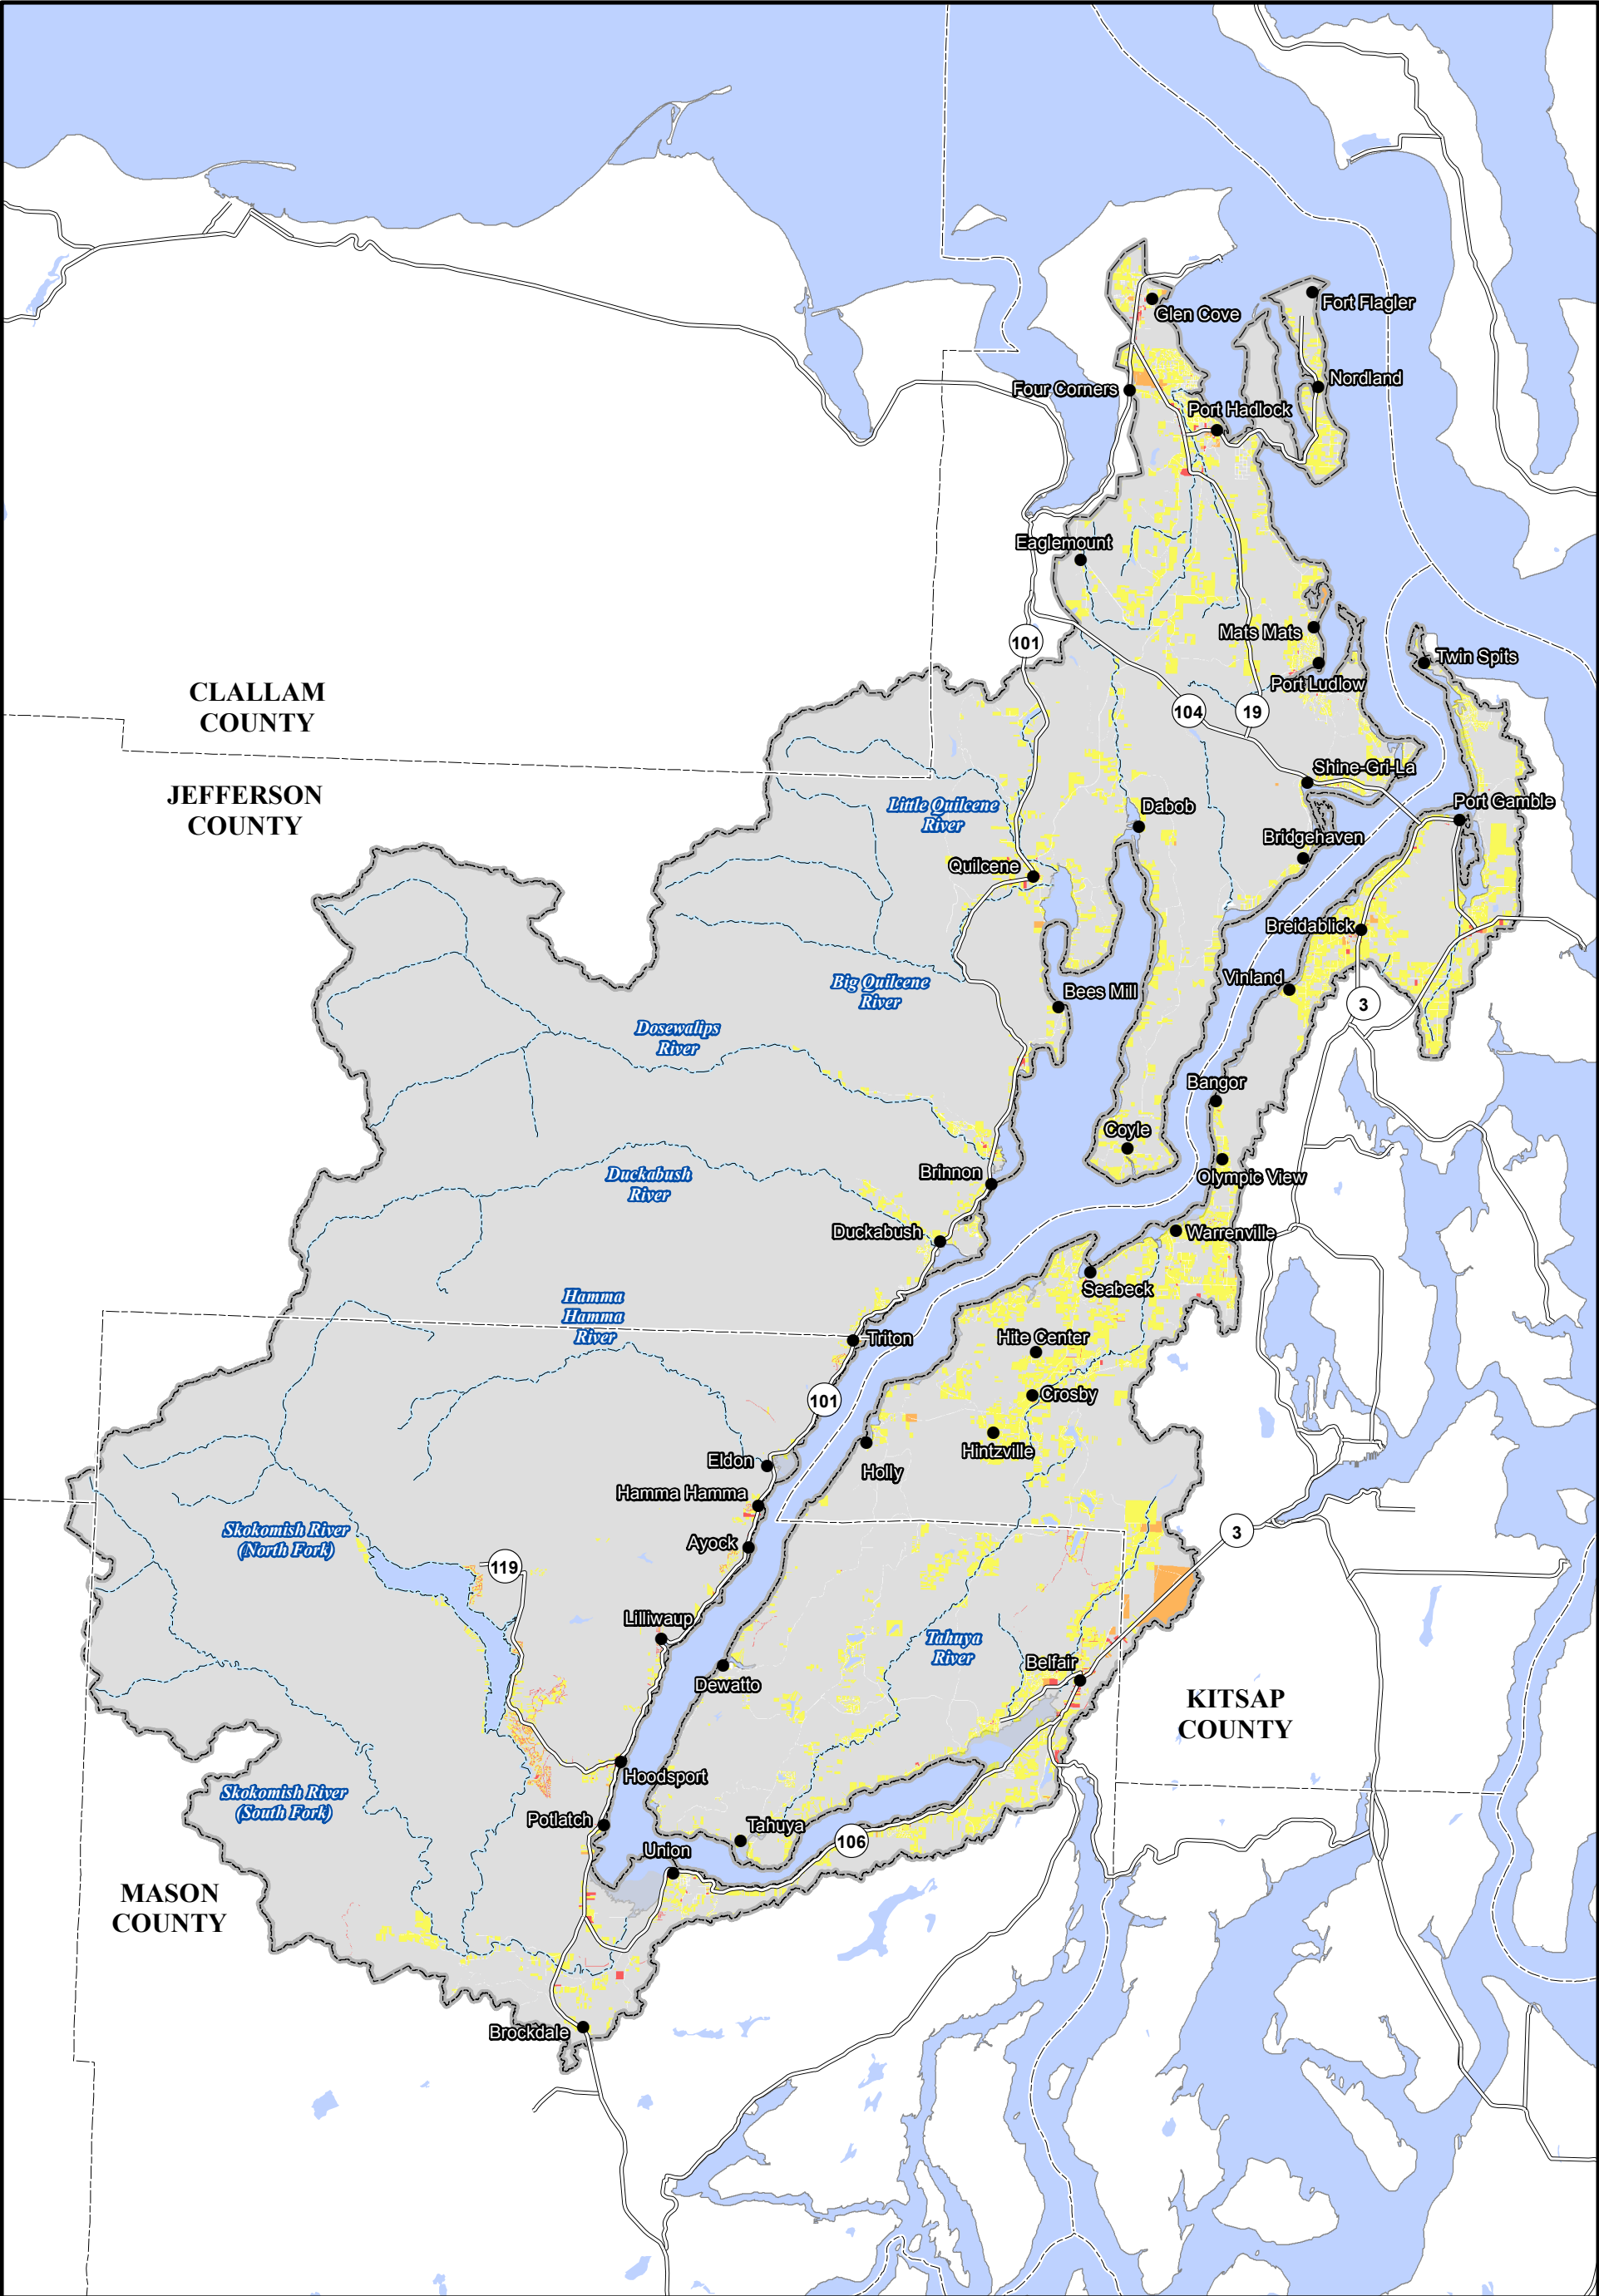 Glen Cove
Fort Flagler
Four Corners
Nordland
Port Hadlock
Eaglemount
101
Mats Mats
Twin Spits
Port Ludlow
CLALLAM
COUNTY
104
19
Shine-Gri-La
JEFFERSON
COUNTY
Little Quilcene
River
Dabob
Port Gamble
Bridgehaven
Quilcene
Breidablick
Big Quilcene
River
Vinland
Bees Mill
3
Dosewalips
River
Bangor
Coyle
Brinnon
Duckabush
River
Olympic View
Duckabush
Warrenville
Seabeck
Hamma
Hamma
River
Triton
Hite Center
101
Crosby
Hintzville
Eldon
Holly
Hamma Hamma
Skokomish River
(North Fork)
Ayock
3
119
Lilliwaup
Tahuya
River
Belfair
Dewatto
KITSAP
COUNTY
Hoodsport
Skokomish River
(South Fork)
Potlatch
Tahuya
106
Union
MASON
COUNTY
Brockdale